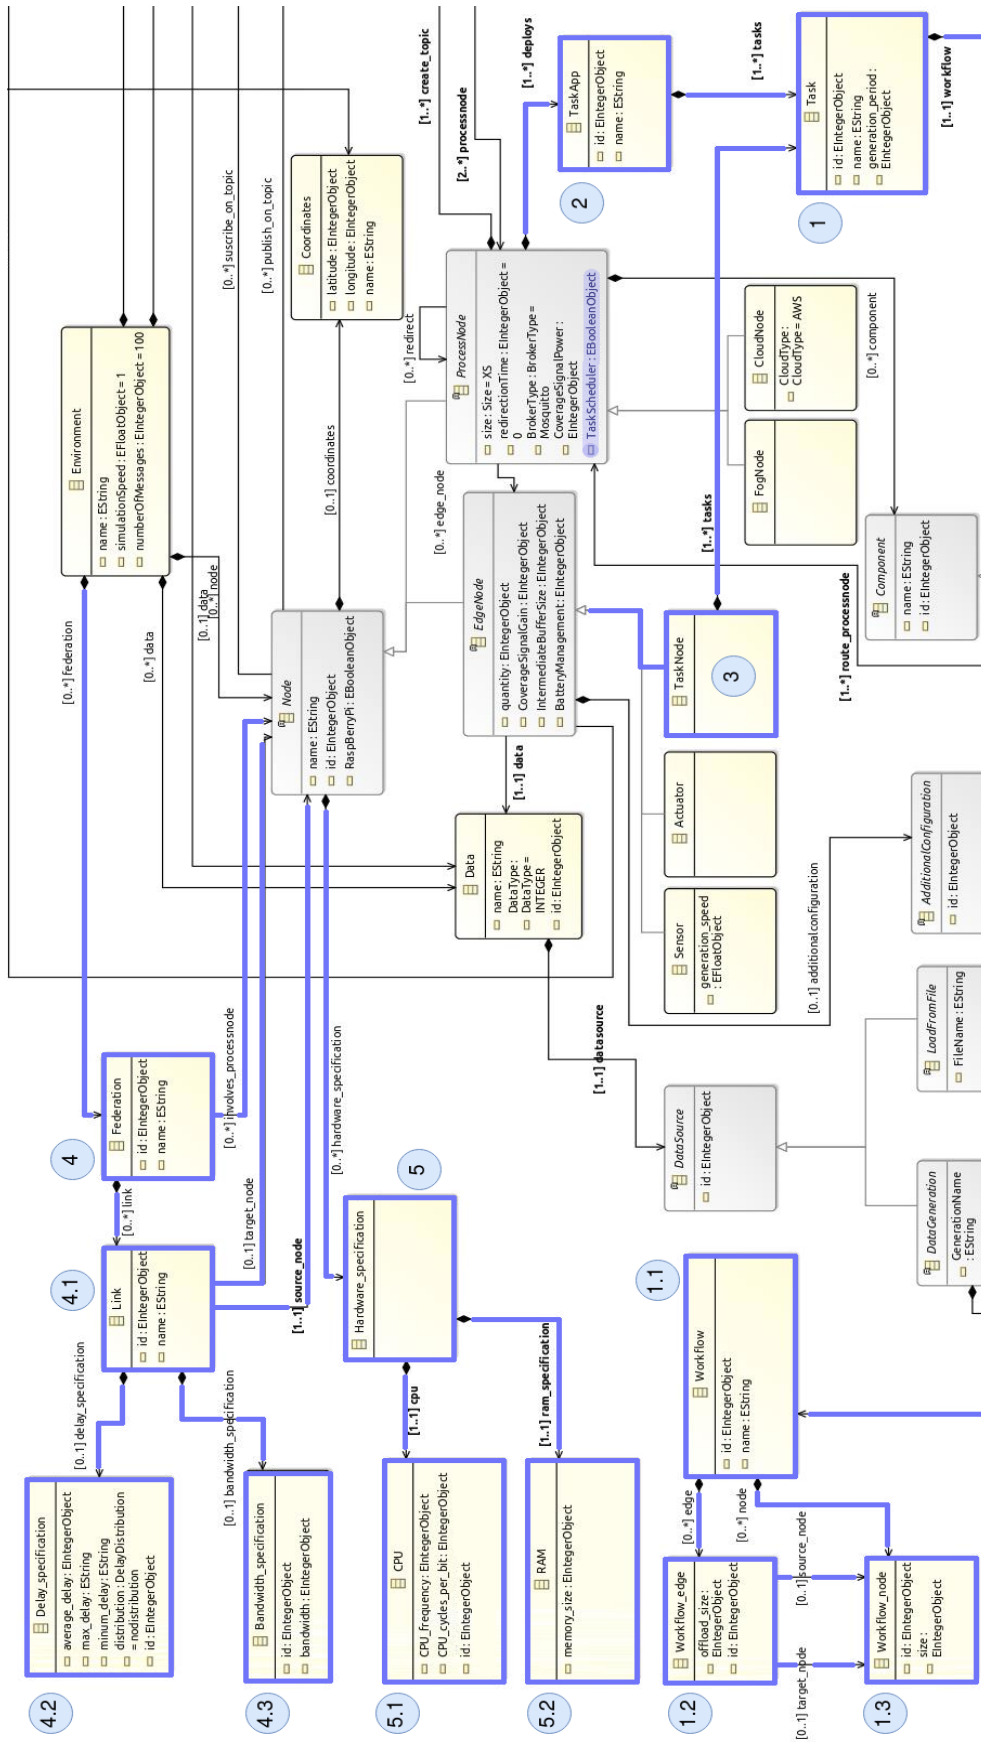 4.2
Delay_specification
average_delay: EIntegerObject
max_delay: EString
minum_delay: EString
distribution : DelayDistribution
= nodistribution
id : EIntegerObject
4.3
Bandwidth_specification
id : EIntegerObject
bandwidth : EIntegerObject
5.1
CPU
CPU_frequency: EIntegerObject
CPU_cycles_per_bit: EIntegerObject
id : EIntegerObject
5.2
RAM
memory_size : EIntegerObject
1.2
Workflow_edge
offload_size :
EIntegerObject
id : EIntegerObject
1.3
Workflow_node
id : EIntegerObject
size :
EIntegerObject
[0..1] target_node
[0..1] source_node
[0..1] delay_specification
[0..1] bandwidth_specification
[1..1] cpu
[1..1] ram_specification
[0..*] edge
[0..*] node
4.1
Link
id : EIntegerObject
name : EString
[0..1] target_node
[1..1] source_node
Hardware_specification
5
1.1
Workflow
id : EIntegerObject
name : EString
[0..*] link
4
Federation
id : EIntegerObject
name : EString
[0..*] involves_processnode
[0..*] hardware_specification
DataSource
id : EIntegerObject
DataGeneration
GenerationName
: EString
LoadFromFile
FileName : EString
[1..1] datasource
[0..1] additionalconfiguration
AdditionalConfiguration
id : EIntegerObject
Data
name : EString
DataType :
DataType =
INTEGER
id : EIntegerObject
Sensor
generation_speed
: EFloatObject
Actuator
3
TaskNode
[1..1] data
[0..*] federation
[0..*] data
[0..1] data
[0..*] node
Node
name : EString
id : EIntegerObject
RaspBerryPi : EBooleanObject
EdgeNode
quantity : EIntegerObject
CoverageSignalGain : EIntegerObject
IntermediateBufferSize : EIntegerObject
BatteryManagement : EIntegerObject
[1..*] route_processnode
Component
name : EString
id : EIntegerObject
[0..*] edge_node
[1..*] tasks
[0..1] coordinates
Environment
name : EString
simulationSpeed : EFloatObject = 1
numberOfMessages : EIntegerObject = 100
ProcessNode
size : Size = XS
redirectionTime : EIntegerObject =
0
BrokerType : BrokerType =
Mosquitto
CoverageSignalPower :
EIntegerObject
TaskScheduler : EBooleanObject
FogNode
CloudNode
CloudType :
CloudType = AWS
[0..*] component
[0..*] redirect
Coordinates
latitude : EIntegerObject
longitude : EIntegerObject
name : EString
[0..*] suscribe_on_topic
[0..*] publish_on_topic
2
TaskApp
id : EIntegerObject
name : EString
1
Task
id : EIntegerObject
name : EString
generation_period :
EIntegerObject
[1..*] create_topic
[2..*] processnode
[1..*] deploys
[1..*] tasks
[1..1] workflow